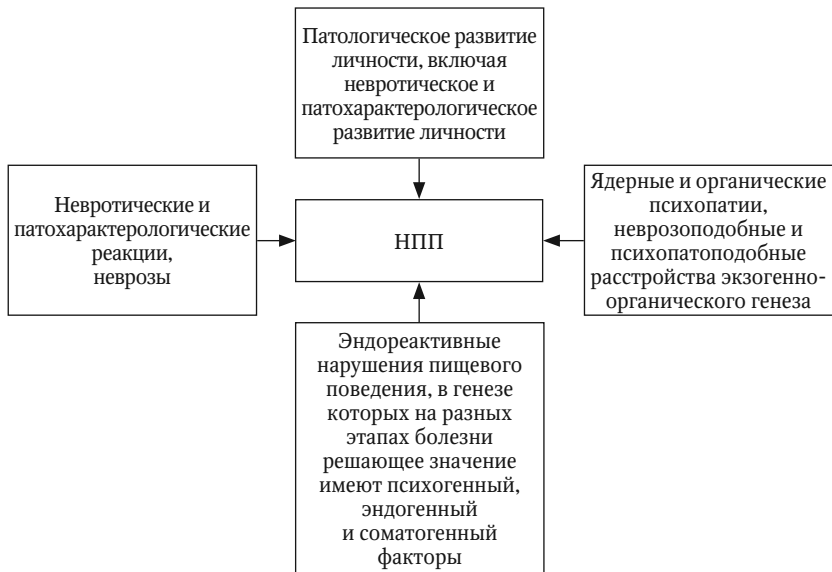 Патологическое развитие
личности, включая
невротическое и
патохарактерологическое
развитие личности
Невротические и
патохарактерологические
реакции,
неврозы
НПП
Ядерные и органические
психопатии,
неврозоподобные и
психопатоподобные
расстройства экзогенно-
органического генеза
Эндореактивные
нарушения пищевого
поведения, в генезе
которых на разных
этапах болезни
решающее значение
имеют психогенный,
эндогенный
и соматогенный
факторы